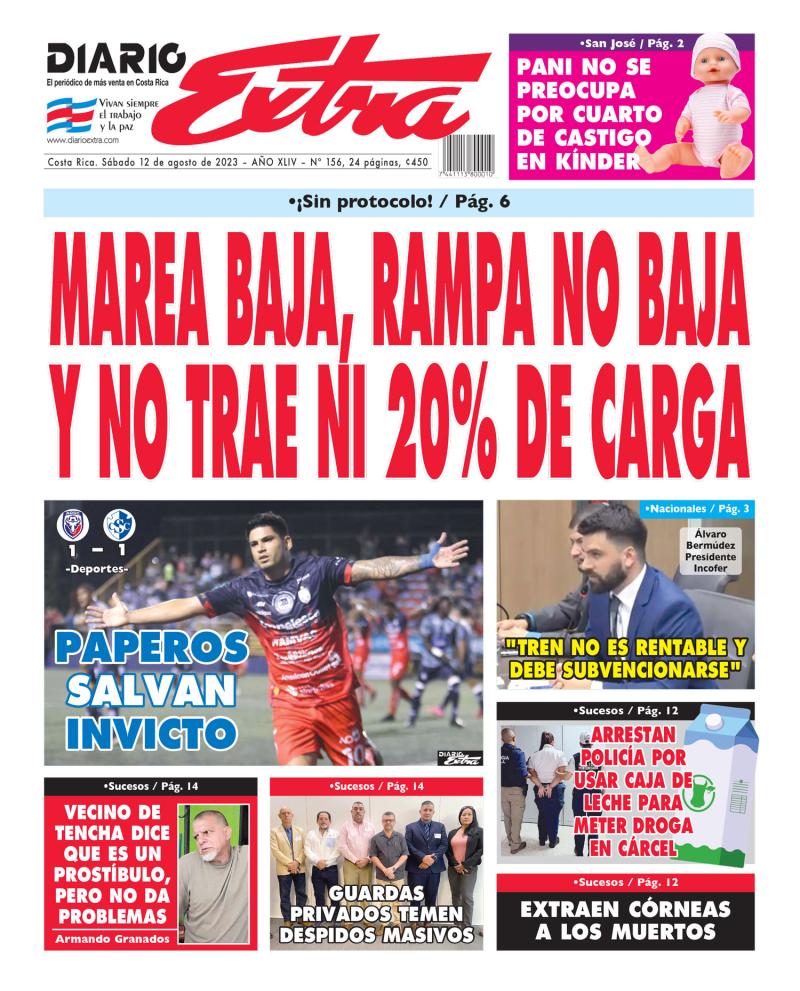 DIARIO
Extra
El periódico de más venta en Costa Rica
Vivan siempre
el trabajo
y la paz
www.diarioextra.com
7 441113 800010
Costa Rica. Sábado 12 de agosto de 2023 – AÑO XLIV – Nº 156, 24 páginas, ¢450
•San José / Pág. 2
PANI NO SE
PREOCUPA
POR CUARTO
DE CASTIGO
EN KÍNDER
•¡Sin protocolo! / Pág. 6
MAREA BAJA, RAMPA NO BAJA
Y NO TRAE NI 20% DE CARGA
1 – 1
-Deportes-
PAPEROS
SALVAN
INVICTO
DIARIO
Extra
•Nacionales / Pág. 3
Álvaro
Bermúdez
Presidente
Incofer
"TREN NO ES RENTABLE Y
DEBE SUBVENCIONARSE"
•Sucesos / Pág. 12
ARRESTAN
POLICÍA POR
USAR CAJA DE
LECHE PARA
METER DROGA
EN CÁRCEL
•Sucesos / Pág. 14
VECINO DE
TENCHA DICE
QUE ES UN
PROSTÍBULO,
PERO NO DA
PROBLEMAS
Armando Granados
•Sucesos / Pág. 14
GUARDAS
PRIVADOS TEMEN
DESPIDOS MASIVOS
•Sucesos / Pág. 12
EXTRAEN CÓRNEAS
A LOS MUERTOS